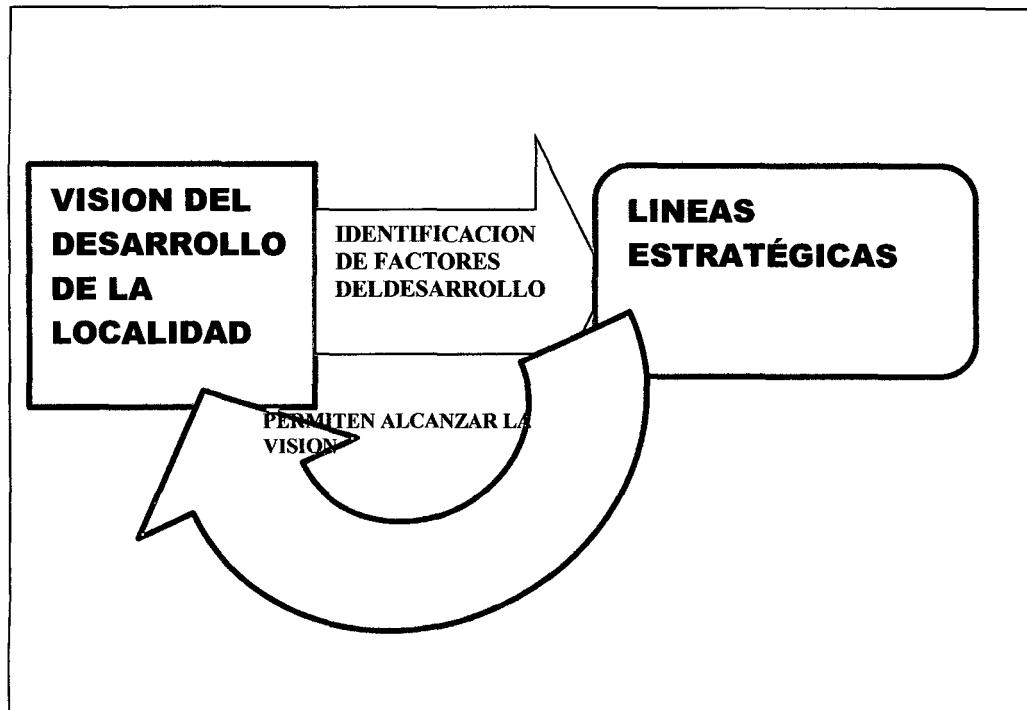 VISION DEL
DESARROLLO
DE LA
LOCALIDAD
IDENTIFICACION
DE FACTORES
DELDESARROLLO
LINEAS
ESTRATÉGICAS
PERMITEN ALCANZAR LA
VISION